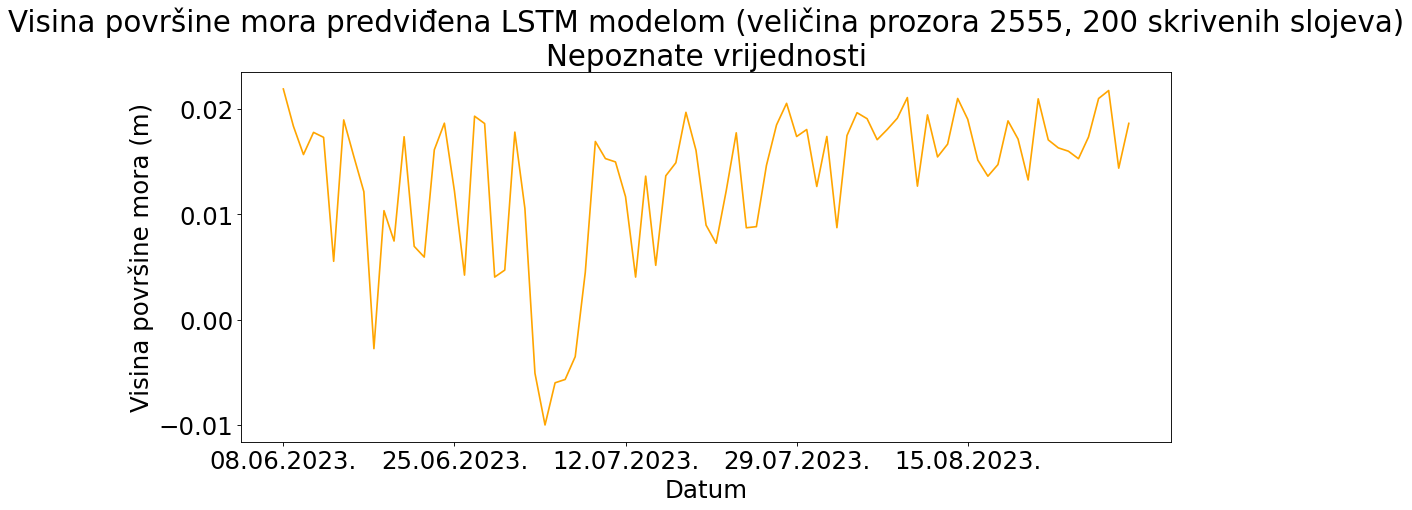 Visina površine mora predviđena LSTM modelom (veličina prozora 2555, 200 skrivenih slojeva)
Nepoznate vrijednosti
Visina površine mora (m)
0.02
0.01
0.00
−0.01
08.06.2023. 25.06.2023. 12.07.2023. 29.07.2023. 15.08.2023.
Datum